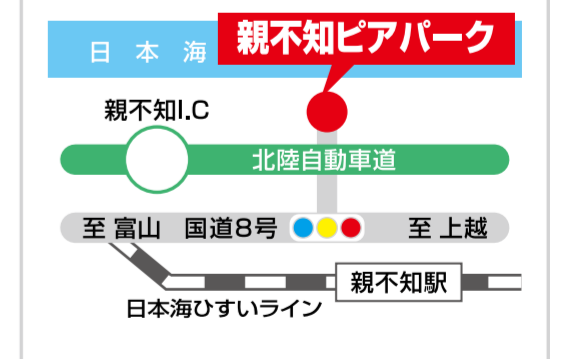 日本海
親不知ピアパーク
親不知I.C
北陸自動車道
至 富山
国道8号
至 上越
親不知駅
日本海ひすいライン